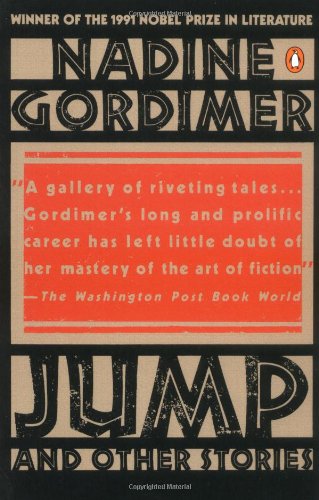 WINNER OF THE 1991 NOBEL PRIZE IN LITERATURE
NADINE
GORDIMER
"A gallery of riveting tales...
Gordimer's long and prolific
career has left little doubt of
her mastery of the art of fiction"
—The Washington Post Book World
JUMP
AND OTHER STORIES